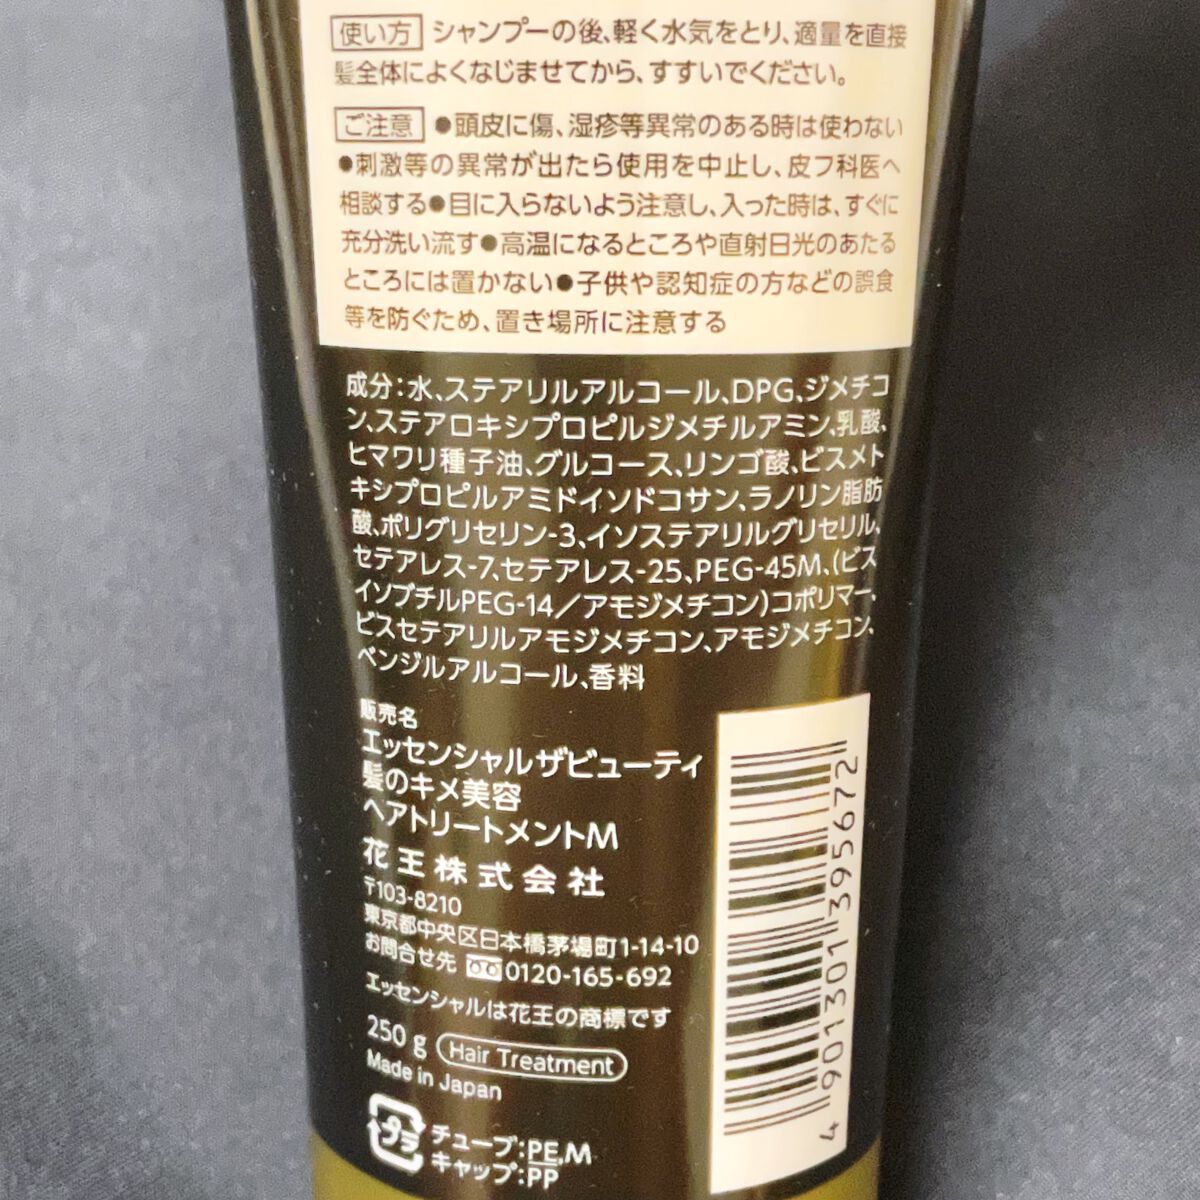 使い方 シャンプーの後、軽く水気をとり、適量を直接
髪全体によくなじませてから、すすいでください。
ご注意 ●頭皮に傷、湿疹等異常のある時は使わない
●刺激等の異常が出たら使用を中止し、皮フ科医へ
相談する●目に入らないよう注意し、入った時は、すぐに
充分洗い流す●高温になるところや直射日光のあたる
ところには置かない●子供や認知症の方などの誤食
等を防ぐため、置き場所に注意する
成分：水、ステアリルアルコール、DPG、ジメチコ
ン、ステアロキシプロピルジメチルアミン、乳酸、
ヒマワリ種子油、グルコース、リンゴ酸、ビスメト
キシプロピルアミドイソドコサン、ラノリン脂肪
酸、ポリグリセリン-3、イソステアリルグリセリル、
セテアレス-7、セテアレス-25、PEG-45M、(ビス
イソブチルPEG-14／アモジメチコン)コポリマー、
ビスセテアリルアモジメチコン、アモジメチコン、
ベンジルアルコール、香料
販売名
エッセンシャル ザビューティ
髪のキメ美容
ヘアトリートメントM
花王株式会社
〒103-8210
東京都中央区日本橋茅場町1-14-10
お問合せ先 0120-165-692
エッセンシャルは花王の商標です
250 g Hair Treatment
Made in Japan
プラ チューブ：PE,M
キャップ：PP
4 901301 395672